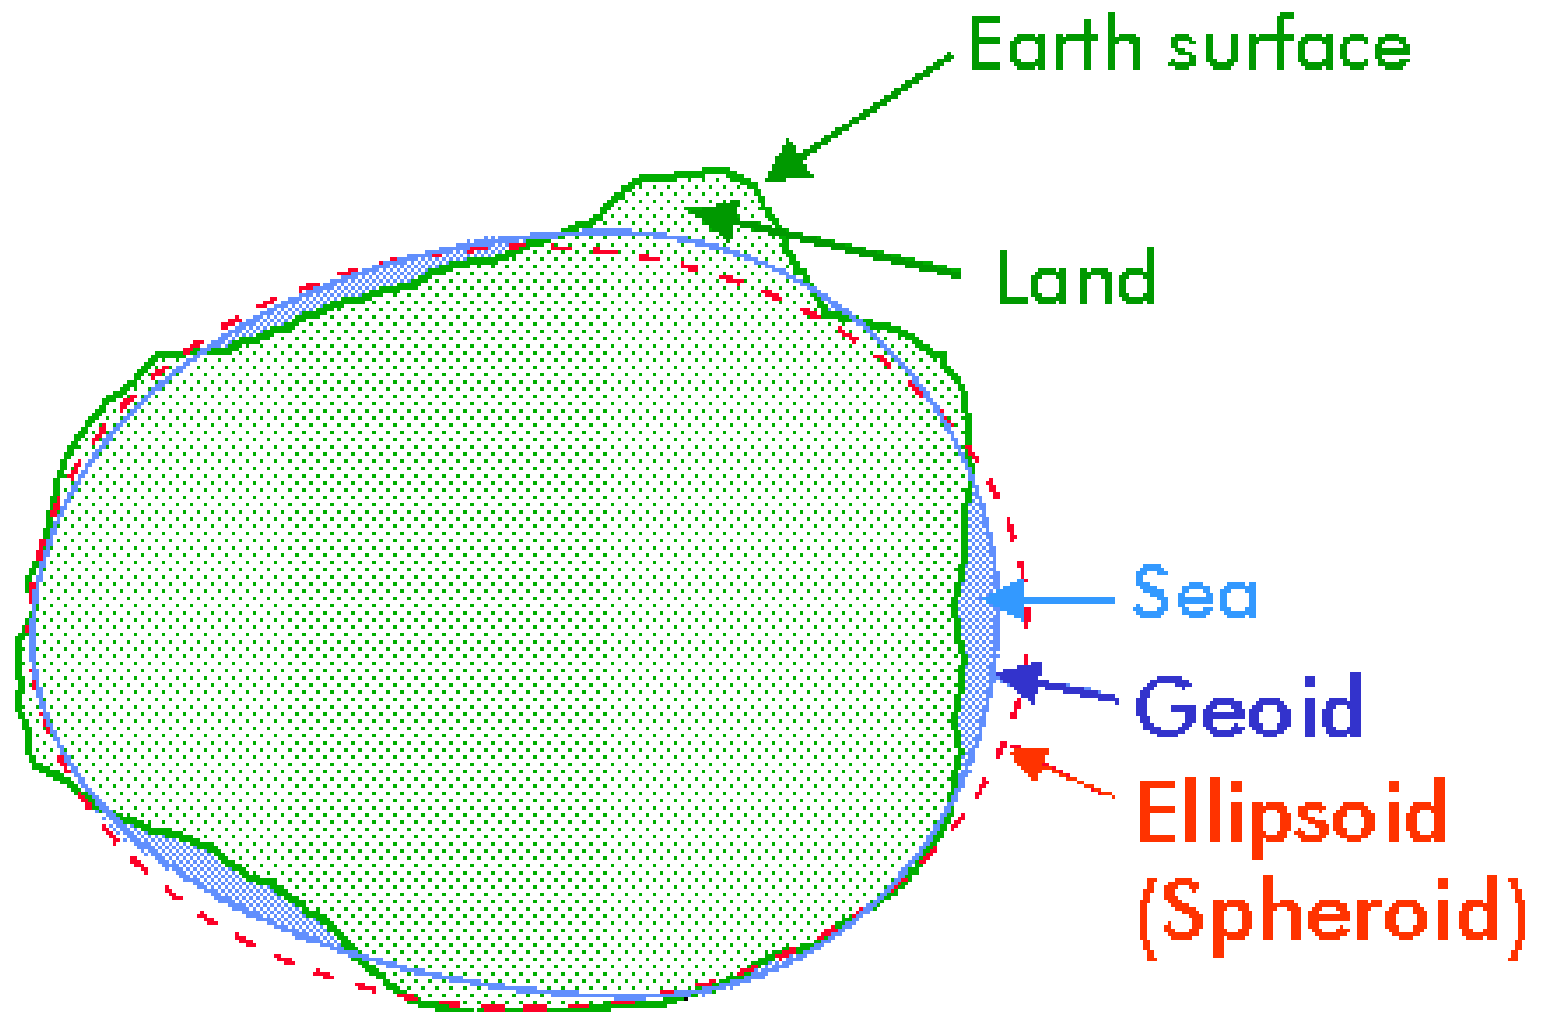 Earth surface
Land
Sea
Geoid
Ellipsoid
(Spheroid)